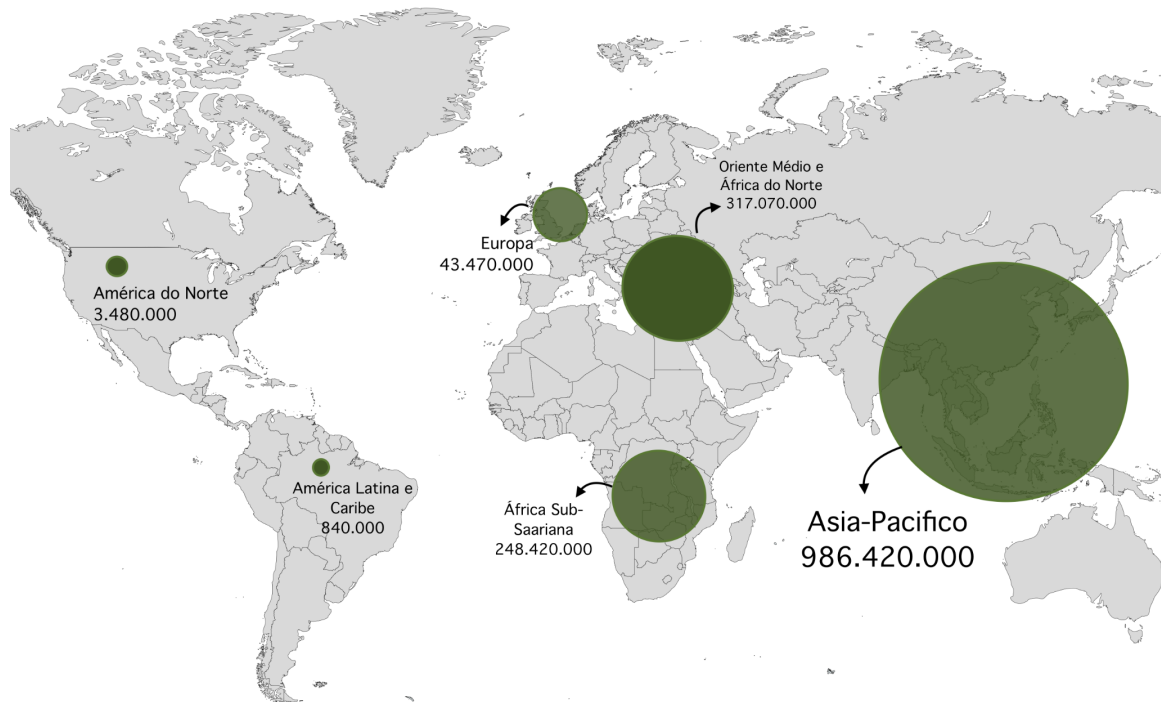 Oriente Médio e
África do Norte
317.070.000
Europa
43.470.000
América do Norte
3.480.000
América Latina e
Caribe
840.000
África Sub-
Saariana
248.420.000
Asia-Pacifico
986.420.000